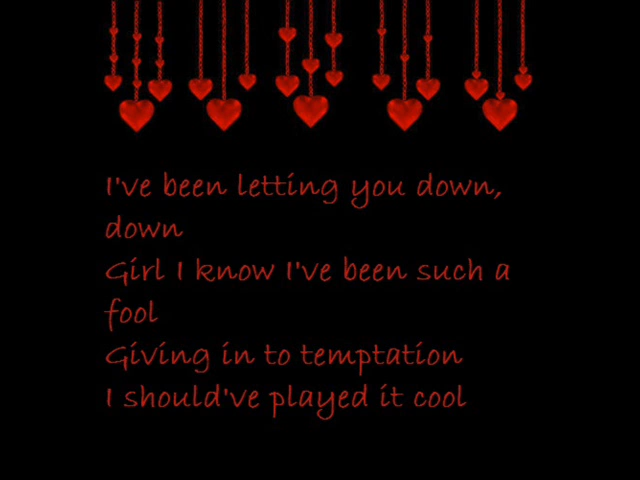 I've been letting you down,
down
Girl I know I've been such a
fool
Giving in to temptation
I should've played it cool